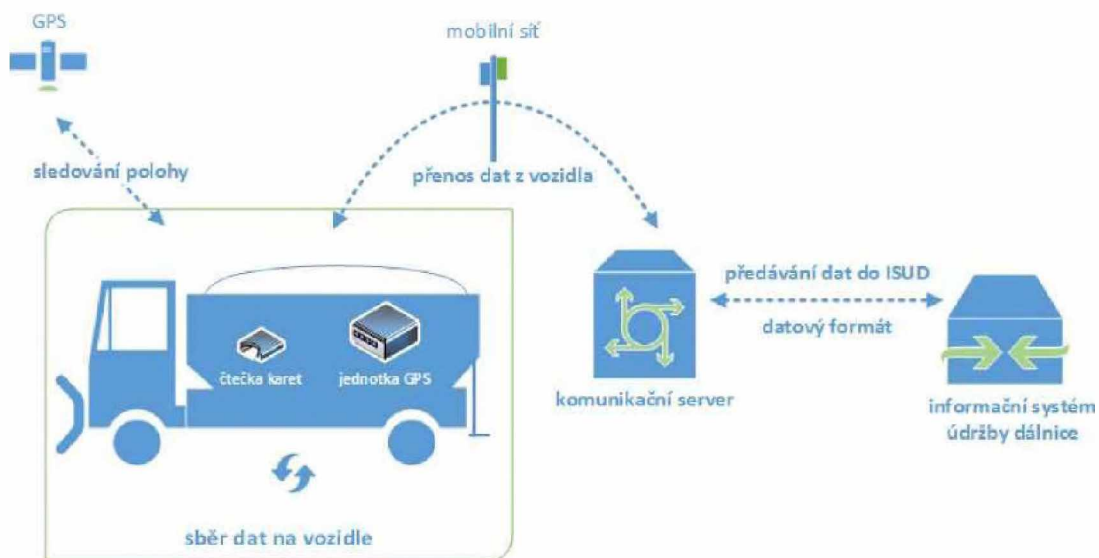 GPS
mobilní síť
sledování polohy
přenos dat z vozidla
předávání dat do ISUD
datový formát
čtečka karet
jednotka GPS
komunikační server
informační systém
údržby dálnice
sběr dat na vozidle